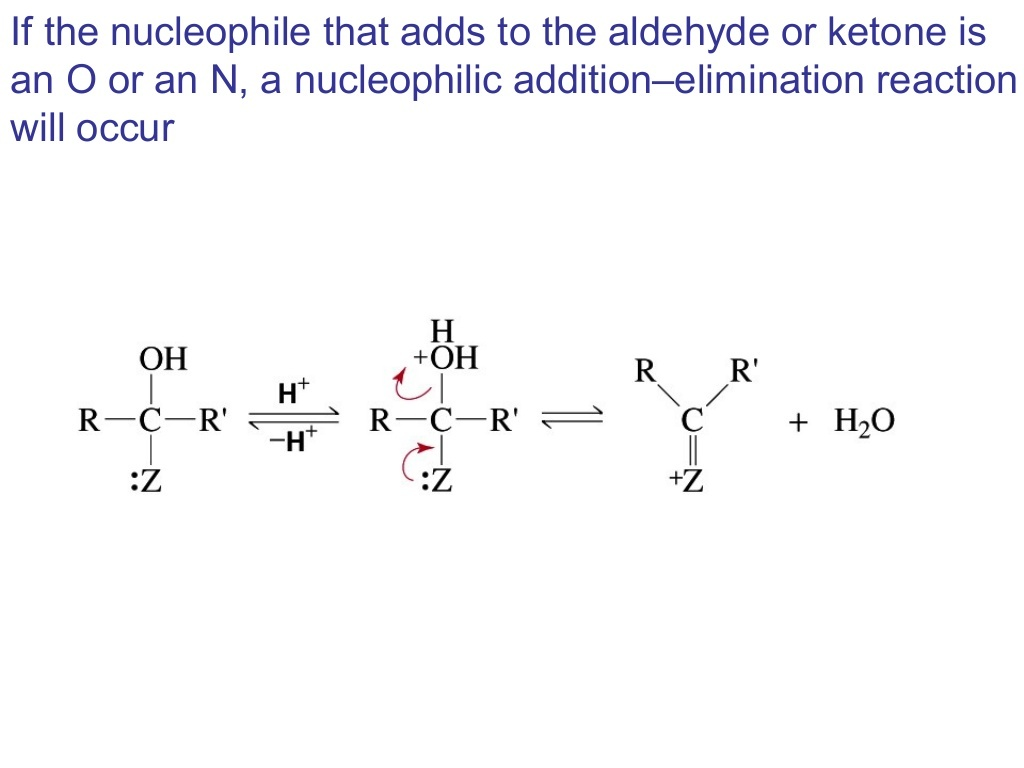 If the nucleophile that adds to the aldehyde or ketone is
an O or an N, a nucleophilic addition–elimination reaction
will occur
H
OH H⁺ +OH R R'
R—C—R' R—C—R' C + H₂O
−H⁺
:Z :Z +Z